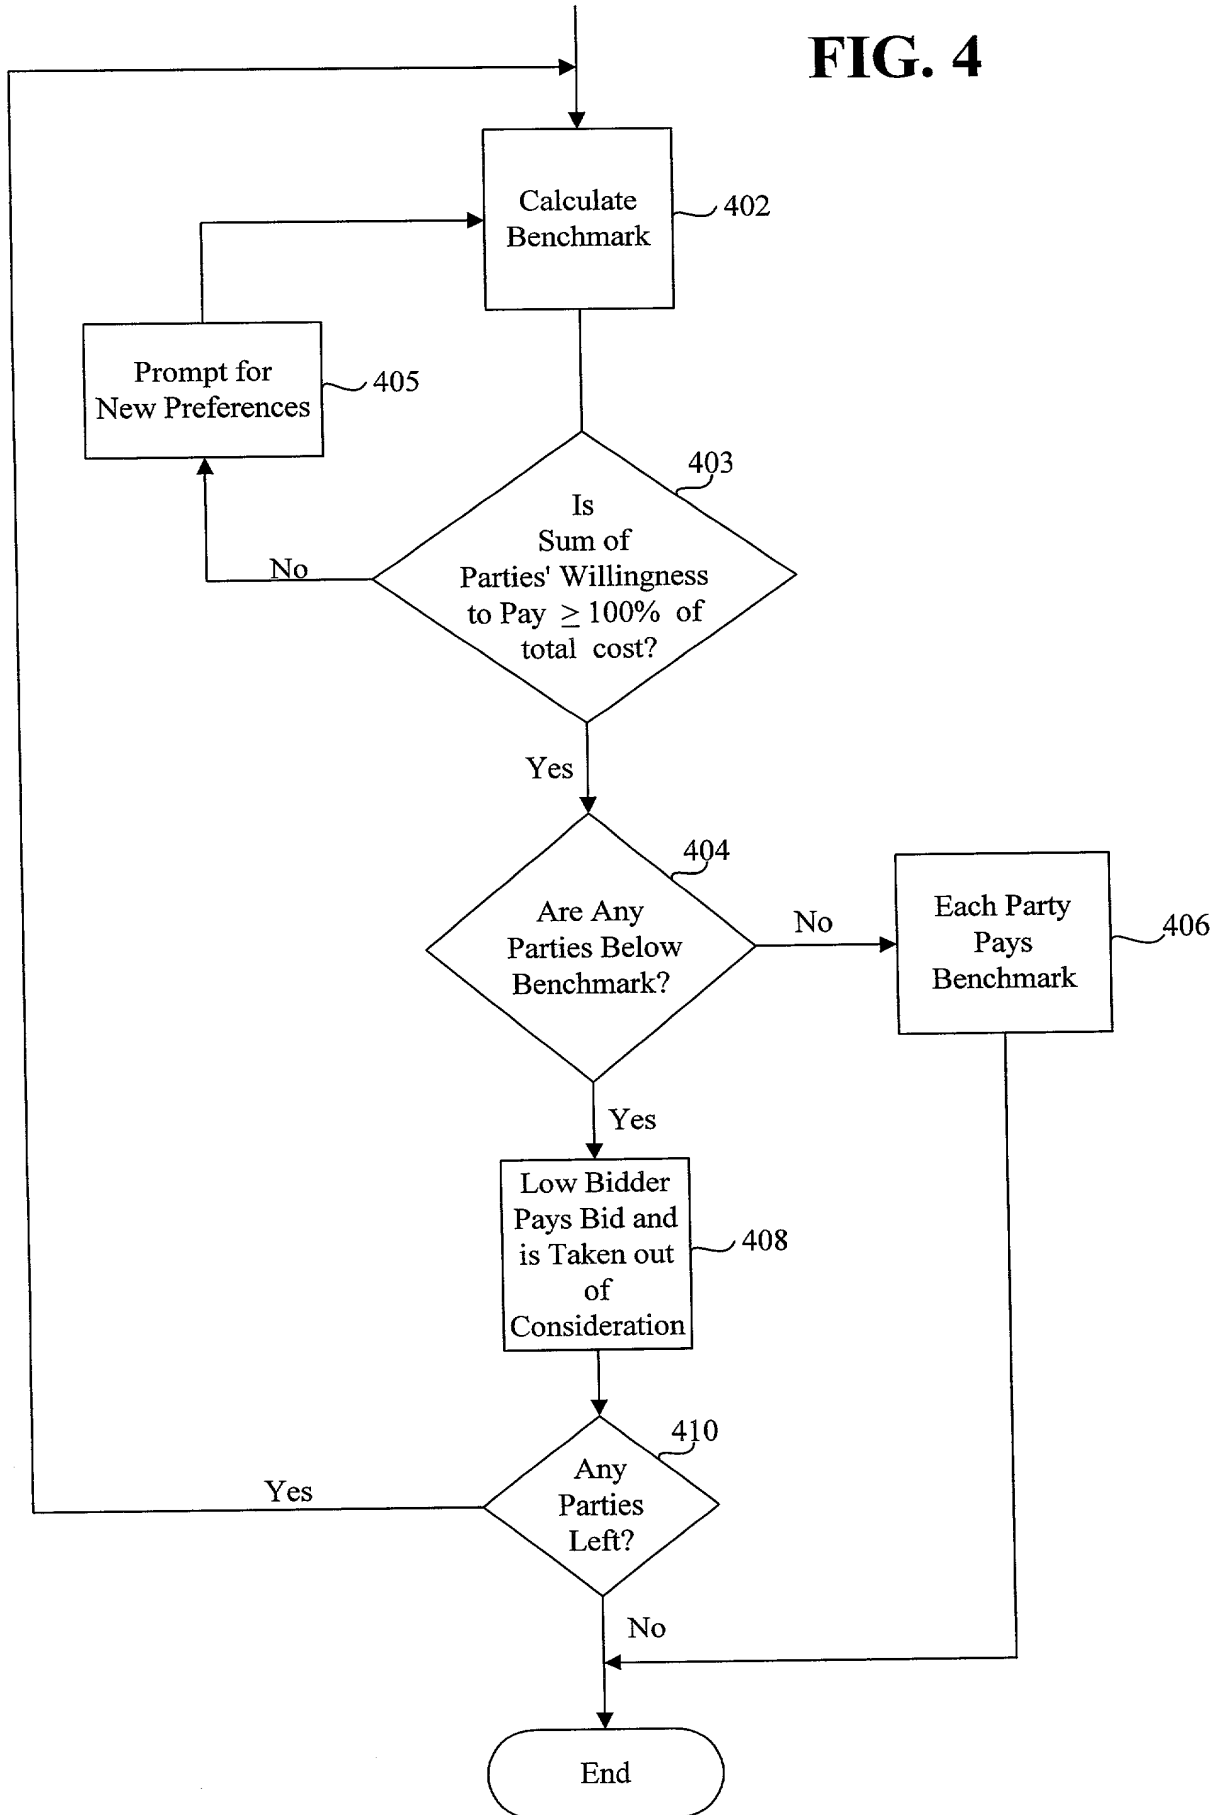 FIG. 4
Calculate
Benchmark
402
Prompt for
New Preferences
405
403
Is
Sum of
Parties' Willingness
to Pay ≥ 100% of
total cost?
No
Yes
404
Are Any
Parties Below
Benchmark?
No
Each Party
Pays
Benchmark
406
Yes
Low Bidder
Pays Bid and
is Taken out
of
Consideration
408
410
Any
Parties
Left?
Yes
No
End